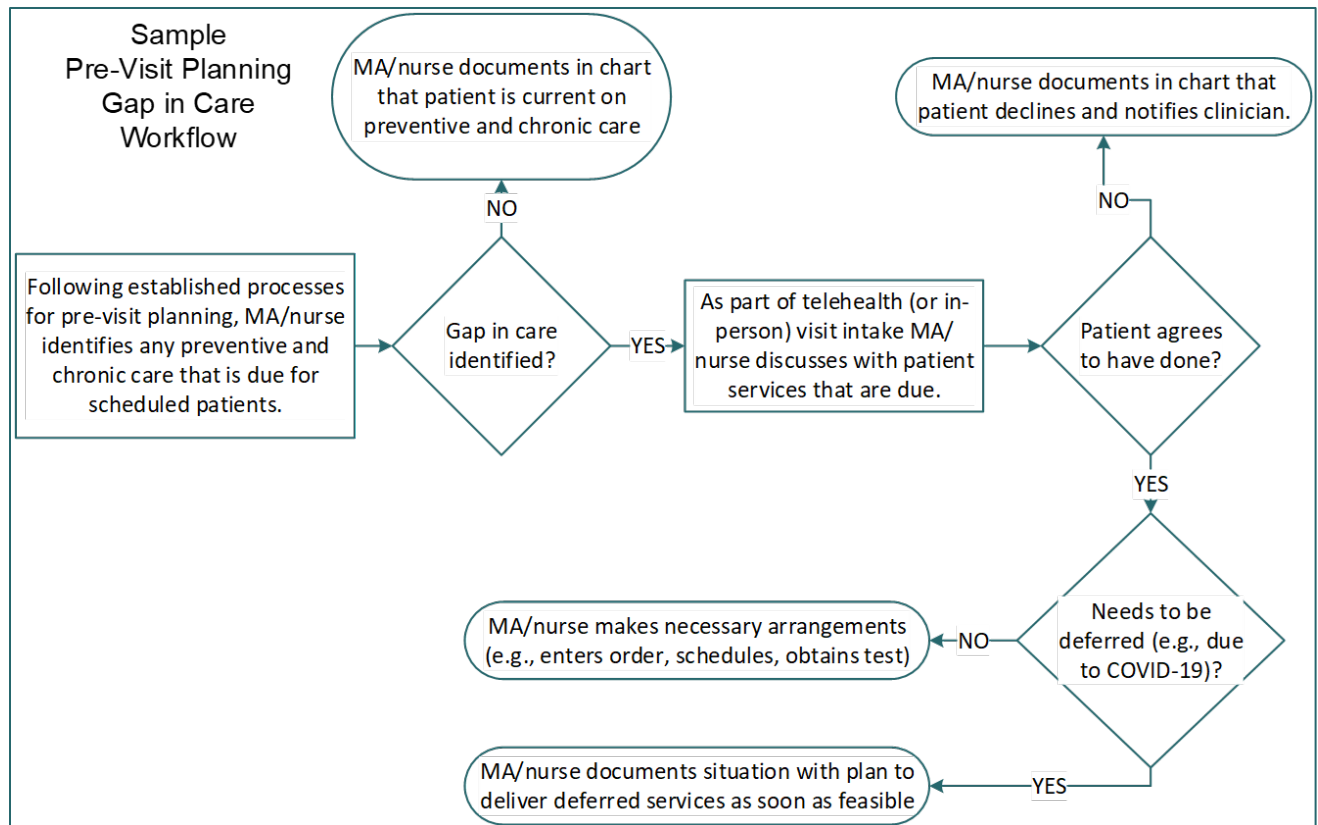 Sample
Pre-Visit Planning
Gap in Care
Workflow
MA/nurse documents in chart
that patient is current on
preventive and chronic care
MA/nurse documents in chart that
patient declines and notifies clinician.
NO
NO
Following established processes
for pre-visit planning, MA/nurse
identifies any preventive and
chronic care that is due for
scheduled patients.
Gap in care
identified?
YES
As part of telehealth (or in-
person) visit intake MA/
nurse discusses with patient
services that are due.
Patient agrees
to have done?
YES
Needs to be
deferred (e.g., due
to COVID-19)?
NO
MA/nurse makes necessary arrangements
(e.g., enters order, schedules, obtains test)
YES
MA/nurse documents situation with plan to
deliver deferred services as soon as feasible